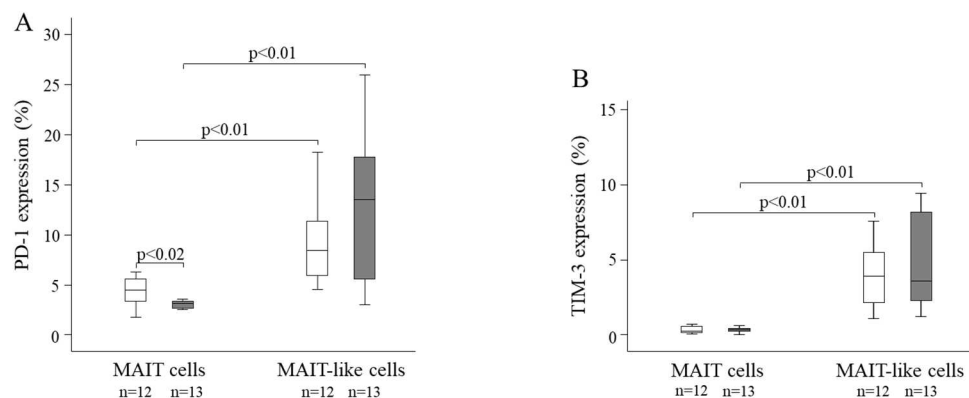 A
PD-1 expression (%)
30
25
20
15
10
5
0
p<0.01
p<0.01
p<0.02
MAIT cells
MAIT-like cells
n=12 n=13
n=12 n=13
B
TIM-3 expression (%)
15
10
5
0
p<0.01
p<0.01
MAIT cells
MAIT-like cells
n=12 n=13
n=12 n=13